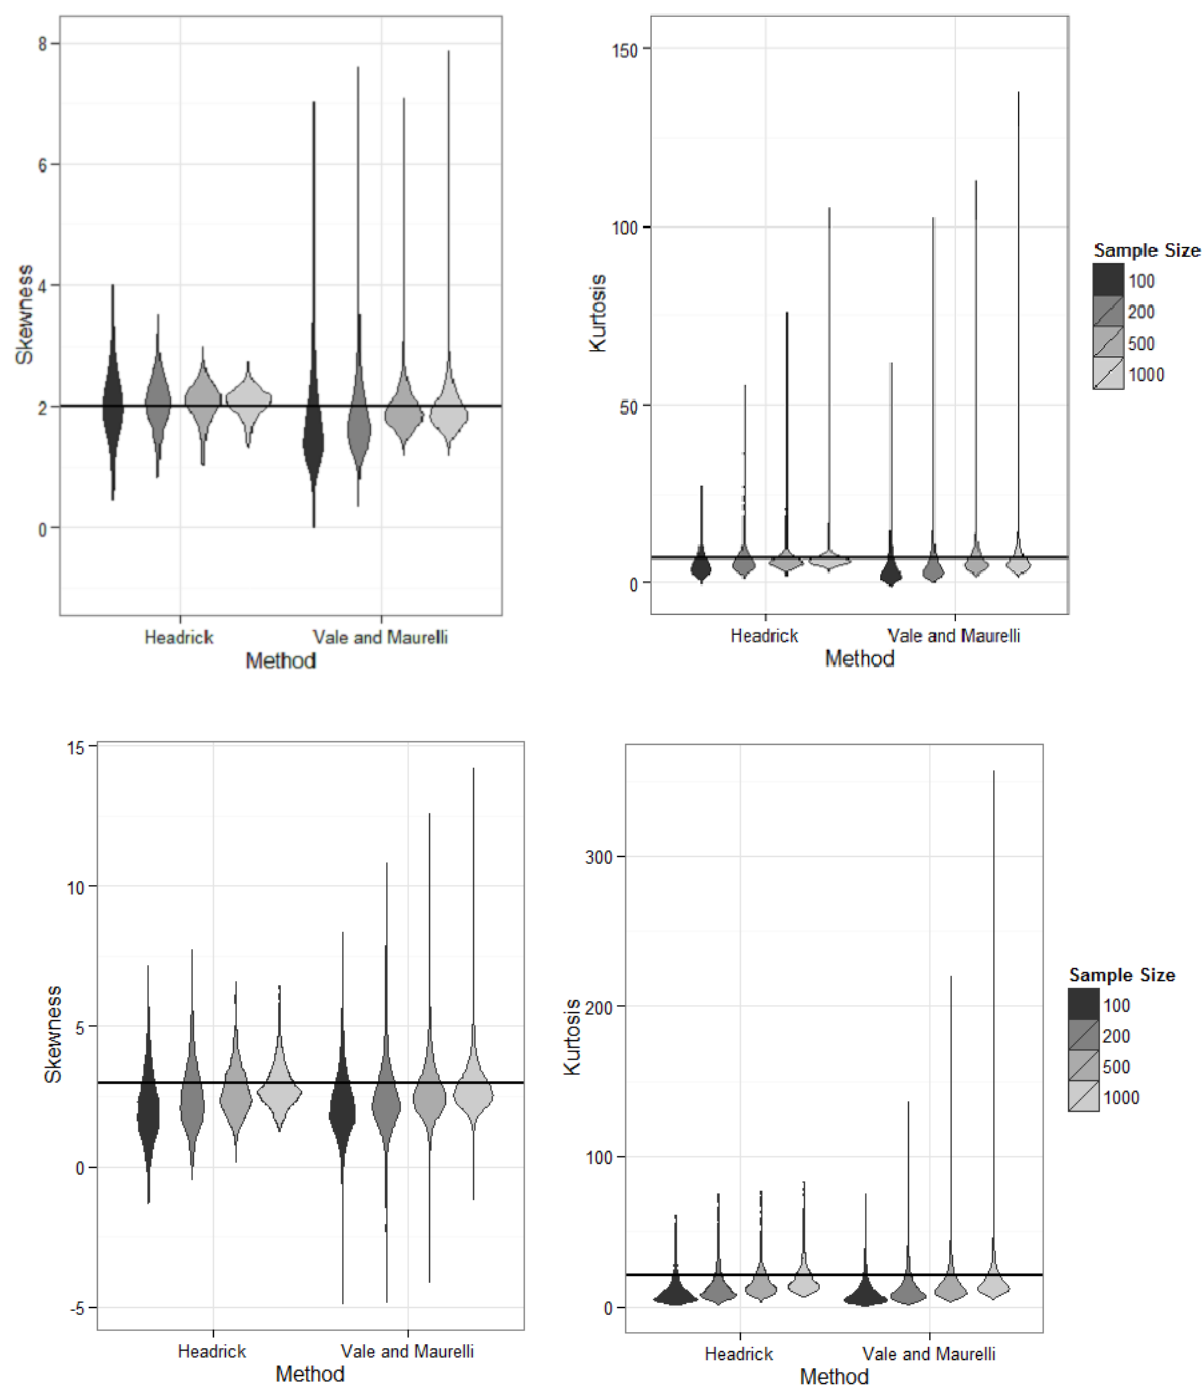 8
6
4
2
0
Skewness
Headrick
Vale and Maurelli
Method
150
100
50
0
Kurtosis
Headrick
Vale and Maurelli
Method
Sample Size
100
200
500
1000
15
10
5
0
-5
Skewness
Headrick
Vale and Maurelli
Method
300
200
100
0
Kurtosis
Headrick
Vale and Maurelli
Method
Sample Size
100
200
500
1000